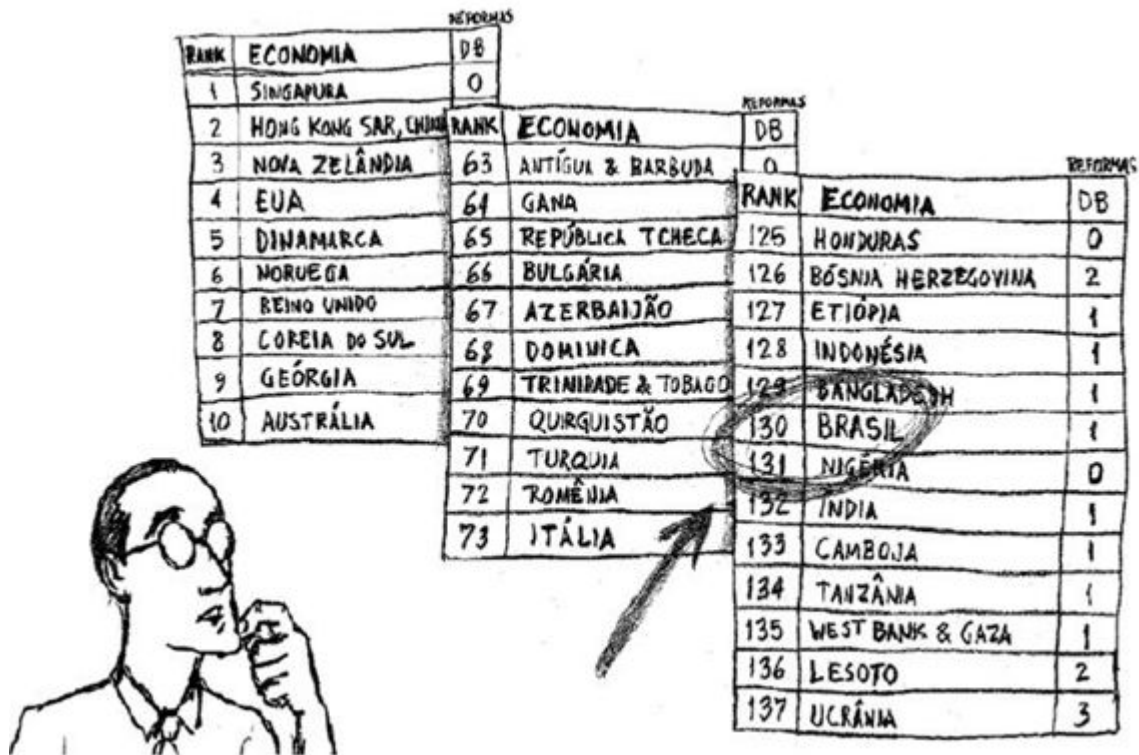 REFORMAS
RANK ECONOMIA DB
1 SINGAPURA 0
2 HONG KONG SAR, CHINA
3 NOVA ZELÂNDIA
4 EUA
5 DINAMARCA
6 NORUEGA
7 REINO UNIDO
8 COREIA DO SUL
9 GEÓRGIA
10 AUSTRÁLIA
REFORMAS
RANK ECONOMIA DB
63 ANTÍGUA & BARBUDA 0
64 GANA
65 REPÚBLICA TCHECA
66 BULGÁRIA
67 AZERBAIJÃO
68 DOMINICA
69 TRINIDADE & TOBAGO
70 QUIRGUISTÃO
71 TURQUIA
72 ROMÊNIA
73 ITÁLIA
REFORMAS
RANK ECONOMIA DB
125 HONDURAS 0
126 BÓSNIA HERZEGOVINA 2
127 ETIÓPIA 1
128 INDONÉSIA 1
129 BANGLADESH 1
130 BRASIL 1
131 NIGÉRIA 0
132 ÍNDIA 1
133 CAMBOJA 1
134 TANZÂNIA 1
135 WEST BANK & GAZA 1
136 LESOTO 2
137 UCRÂNIA 3